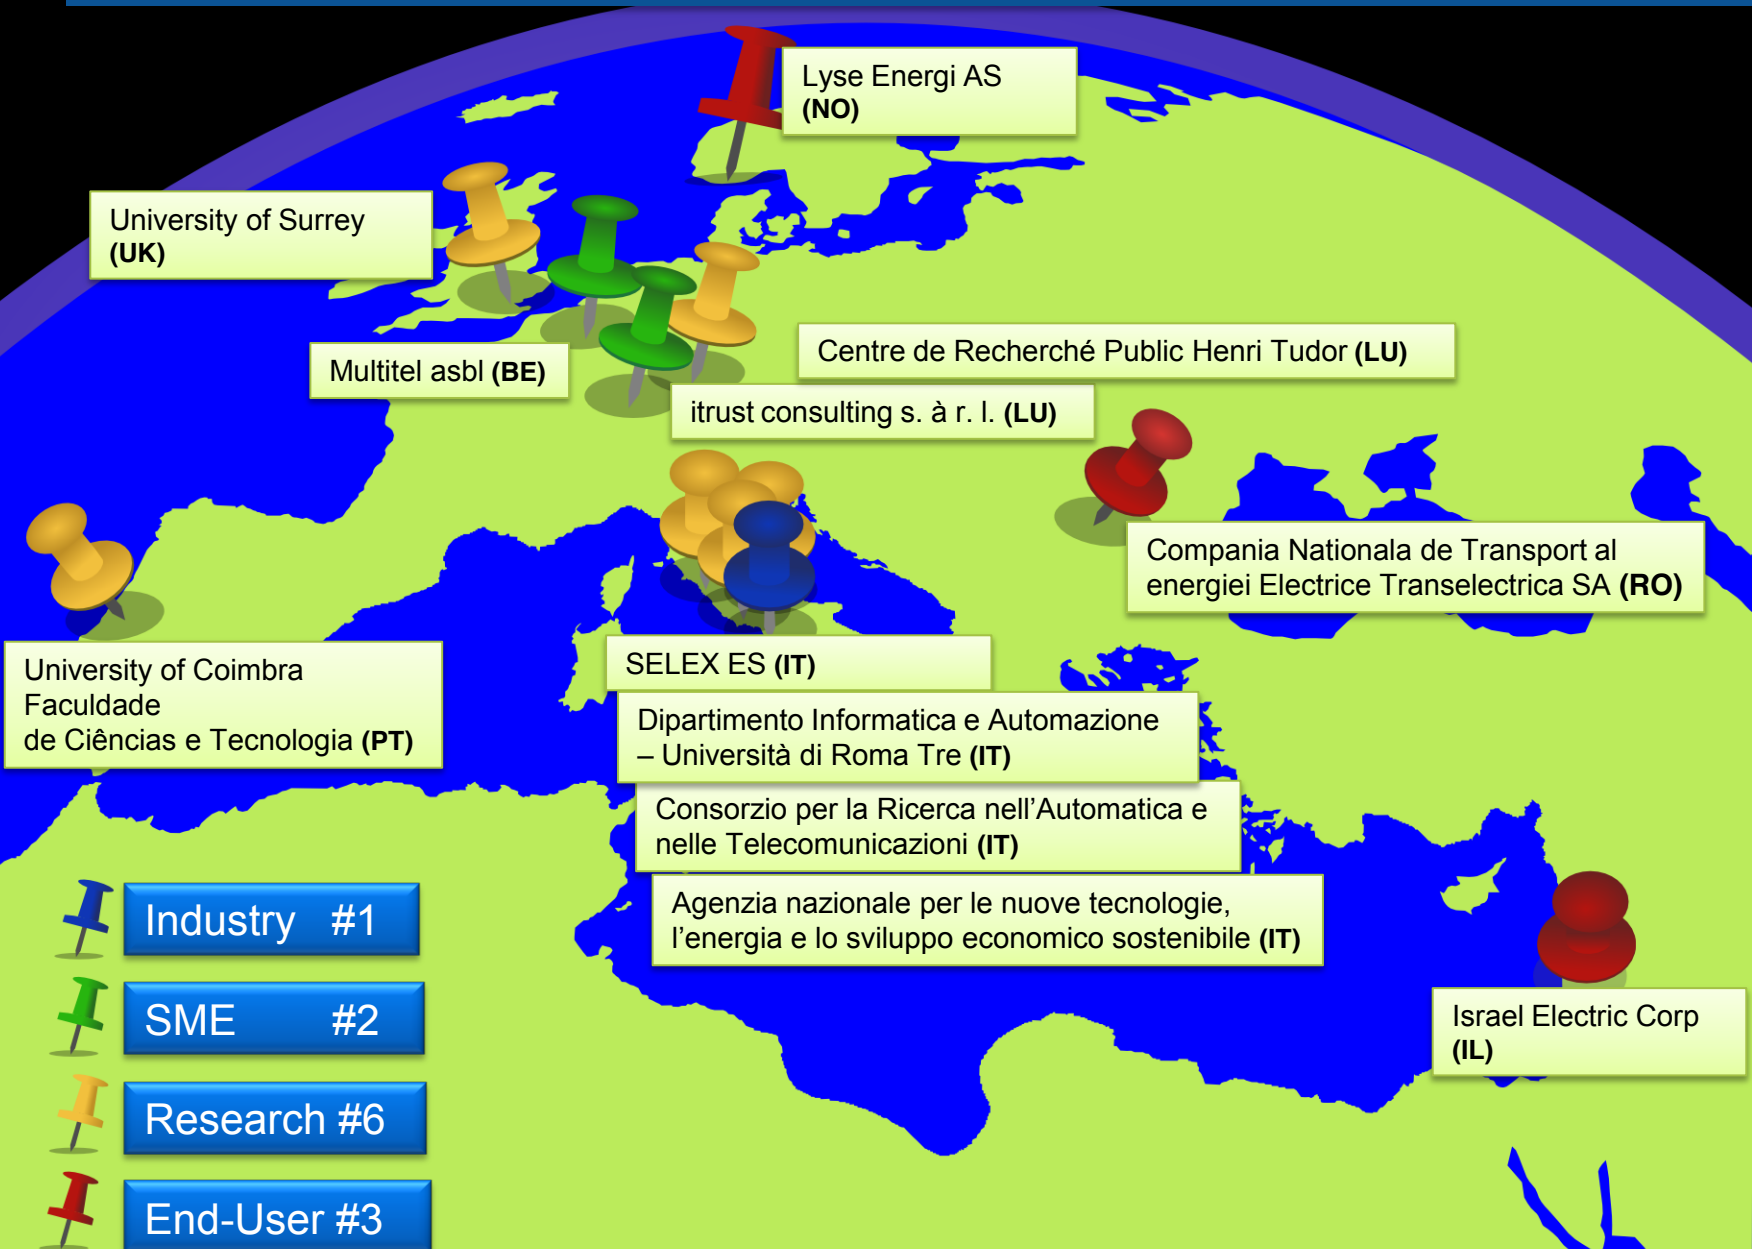 Lyse Energi AS
(NO)
University of Surrey
(UK)
Multitel asbl (BE)
Centre de Recherché Public Henri Tudor (LU)
itrust consulting s. à r. l. (LU)
Compania Nationala de Transport al
energiei Electrice Transelectrica SA (RO)
University of Coimbra
Faculdade
de Ciências e Tecnologia (PT)
SELEX ES (IT)
Dipartimento Informatica e Automazione
– Università di Roma Tre (IT)
Consorzio per la Ricerca nell’Automatica e
nelle Telecomunicazioni (IT)
Agenzia nazionale per le nuove tecnologie,
l’energia e lo sviluppo economico sostenibile (IT)
Israel Electric Corp
(IL)
Industry #1
SME #2
Research #6
End-User #3